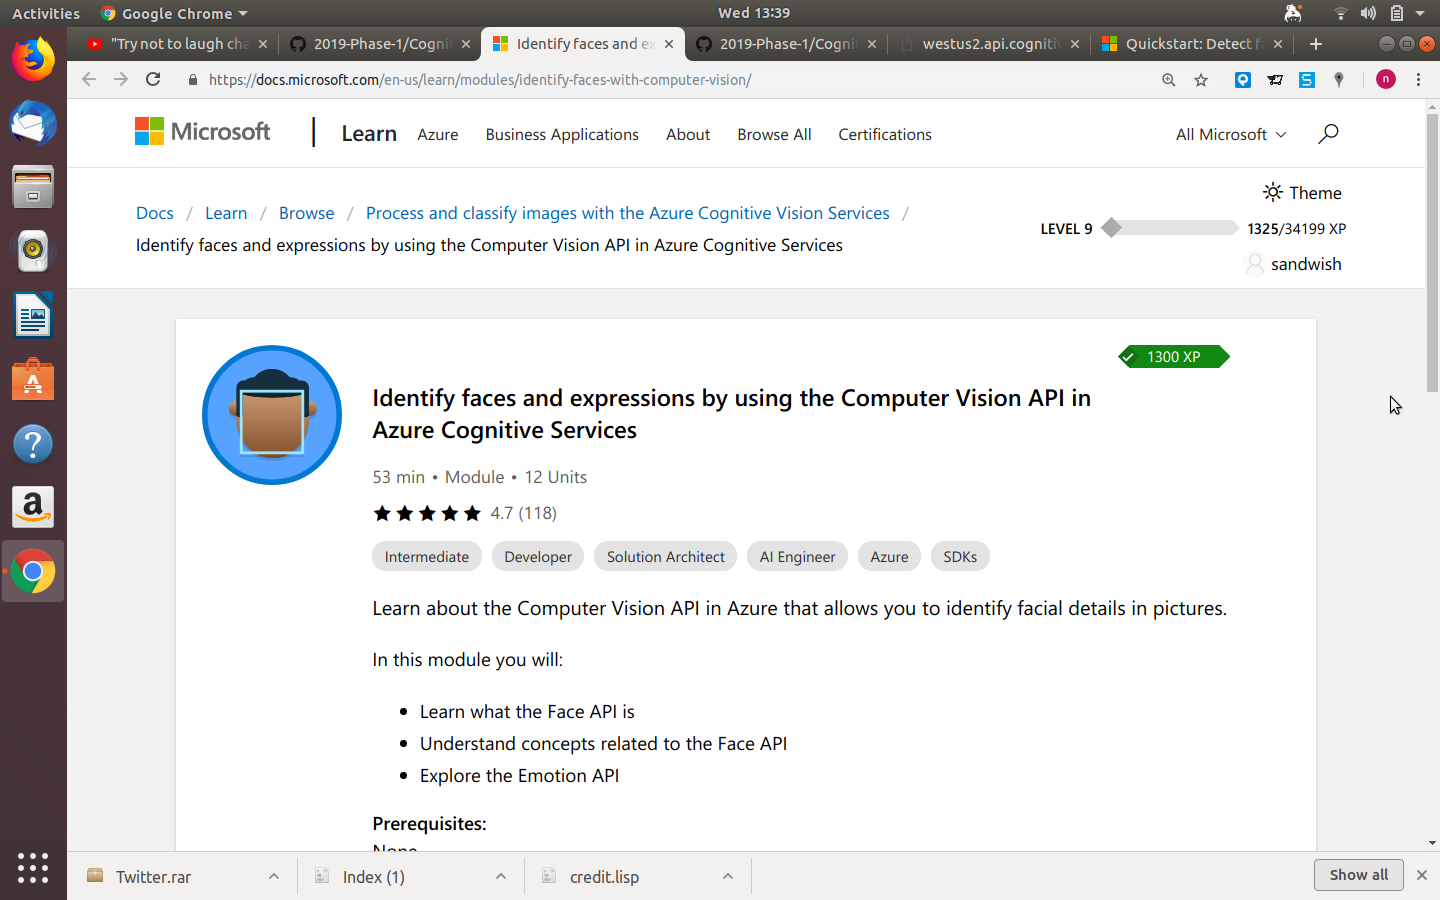 Activities
Google Chrome
Wed 13:39
"Try not to laugh cha
2019-Phase-1/Cogni
Identify faces and ex
2019-Phase-1/Cogni
westus2.api.cogniti
Quickstart: Detect fa
https://docs.microsoft.com/en-us/learn/modules/identify-faces-with-computer-vision/
n
Microsoft
Learn
Azure
Business Applications
About
Browse All
Certifications
All Microsoft
Theme
Docs / Learn / Browse / Process and classify images with the Azure Cognitive Vision Services /
Identify faces and expressions by using the Computer Vision API in Azure Cognitive Services
LEVEL 9
1325/34199 XP
sandwish
1300 XP
Identify faces and expressions by using the Computer Vision API in
Azure Cognitive Services
53 min • Module • 12 Units
4.7 (118)
Intermediate
Developer
Solution Architect
AI Engineer
Azure
SDKs
Learn about the Computer Vision API in Azure that allows you to identify facial details in pictures.
In this module you will:
• Learn what the Face API is
• Understand concepts related to the Face API
• Explore the Emotion API
Prerequisites:
None
Twitter.rar
Index (1)
credit.lisp
Show all